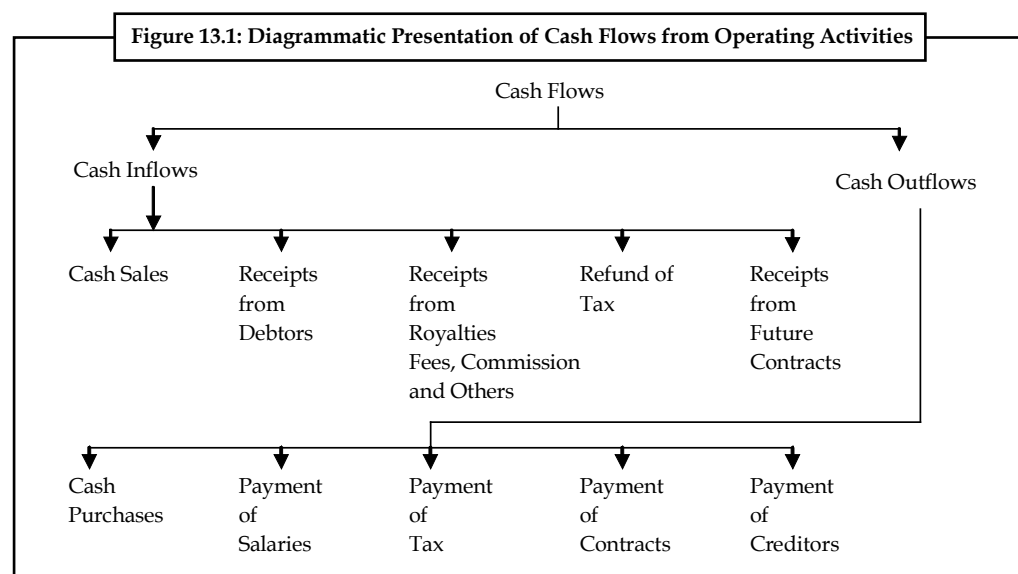 Figure 13.1: Diagrammatic Presentation of Cash Flows from Operating Activities
Cash Flows
Cash Inflows
Cash Outflows
Cash Sales
Receipts
from
Debtors
Receipts
from
Royalties
Fees, Commission
and Others
Refund of
Tax
Receipts
from
Future
Contracts
Cash
Purchases
Payment
of
Salaries
Payment
of
Tax
Payment
of
Contracts
Payment
of
Creditors